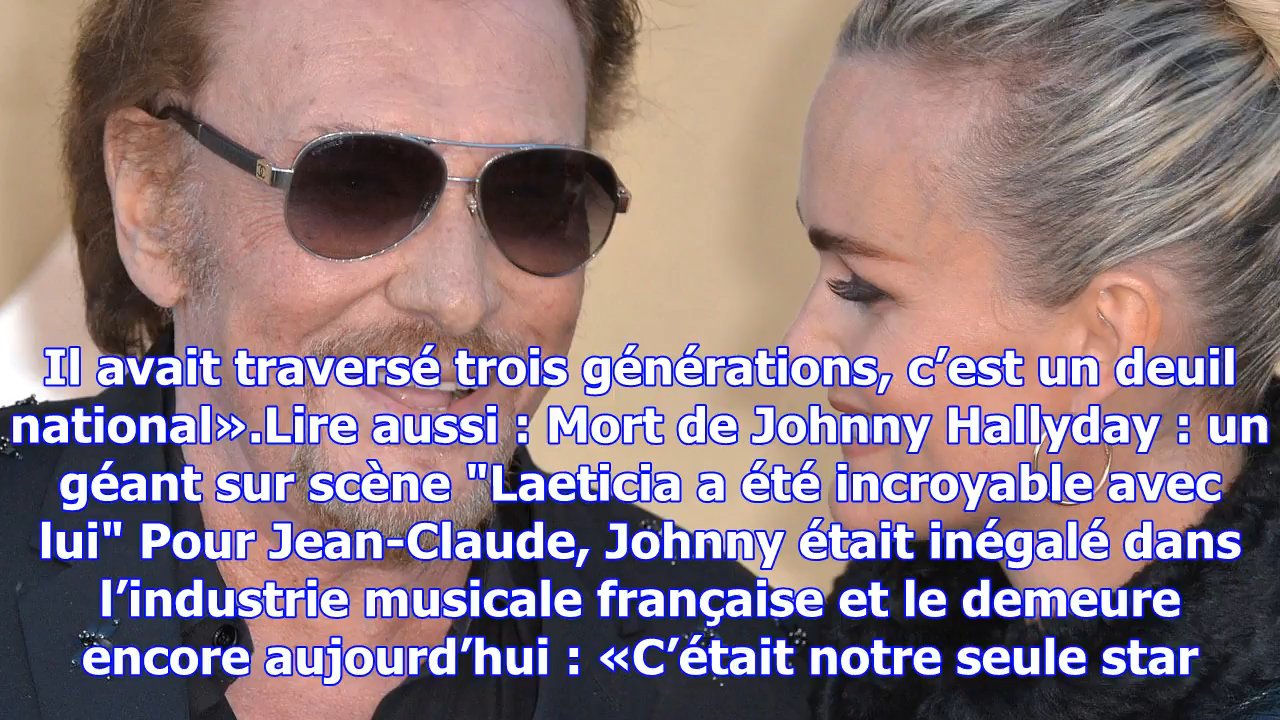 Il avait traversé trois générations, c’est un deuil
national».Lire aussi : Mort de Johnny Hallyday : un
géant sur scène "Laeticia a été incroyable avec
lui" Pour Jean-Claude, Johnny était inégalé dans
l’industrie musicale française et le demeure
encore aujourd’hui : «C’était notre seule star